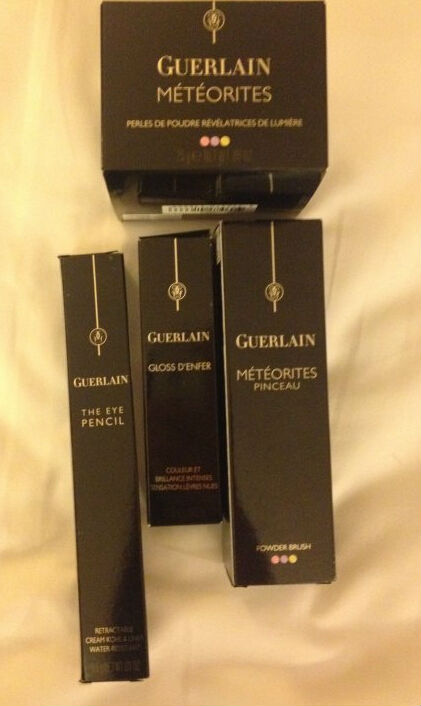 GUERLAIN
MÉTÉORITES
PERLES DE POUDRE RÉVÉLATRICES DE LUMIÈRE
GUERLAIN
THE EYE
PENCIL
RETRACTABLE
CREAM KOHL & LINER
WATER RESISTANT
GUERLAIN
GLOSS D'ENFER
COULEUR ET
BRILLANCE INTENSES
SENSATION LÈVRES NUES
GUERLAIN
MÉTÉORITES
PINCEAU
POWDER BRUSH